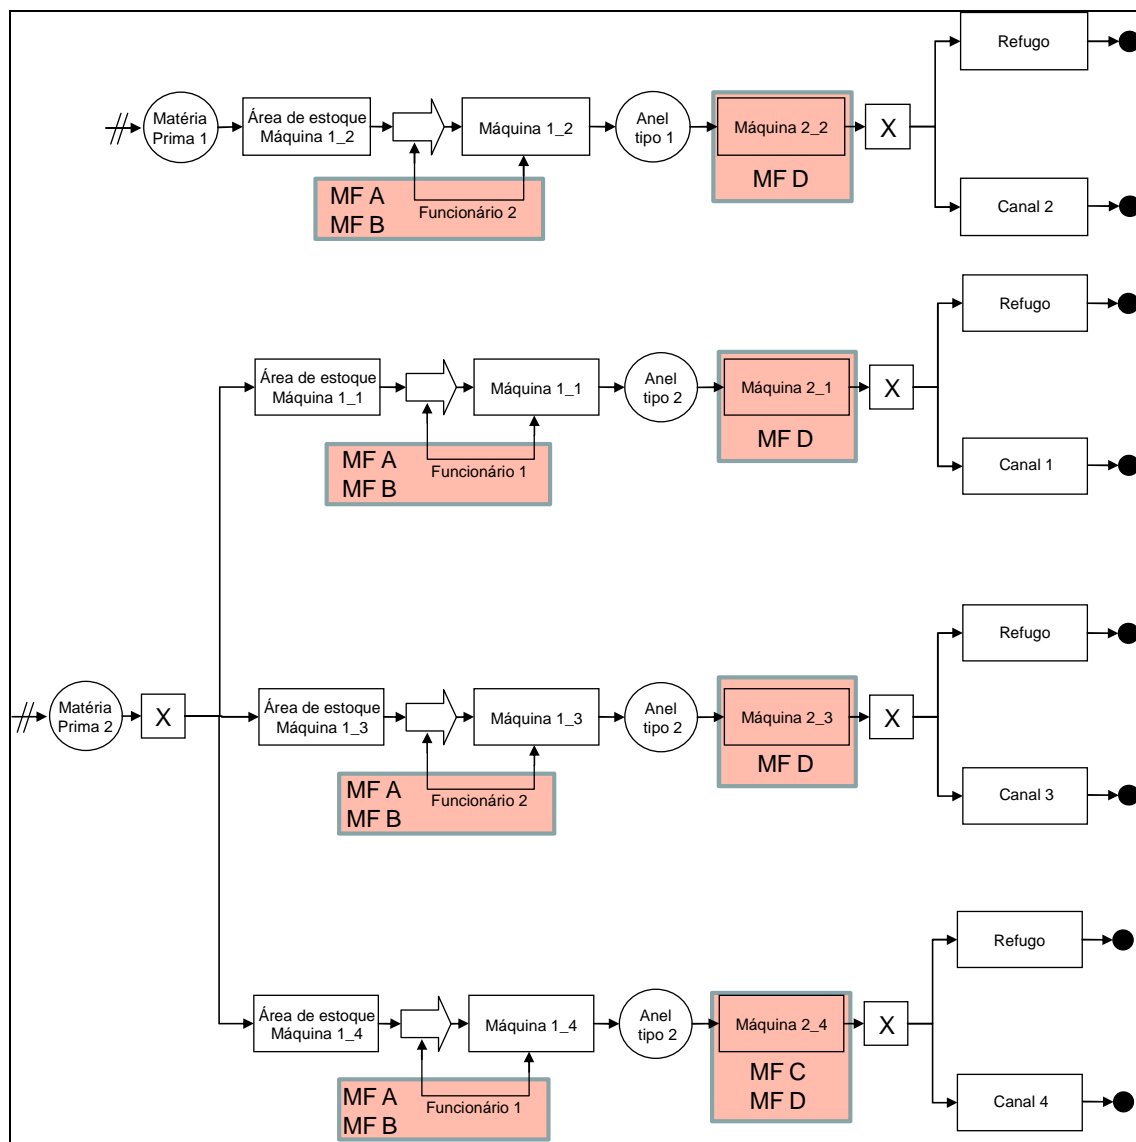 Refugo
Matéria
Prima 1
Área de estoque
Máquina 1_2
Máquina 1_2
Anel
tipo 1
Máquina 2_2
X
MF D
MF A
MF B
Funcionário 2
Canal 2
Refugo
Área de estoque
Máquina 1_1
Máquina 1_1
Anel
tipo 2
Máquina 2_1
X
MF D
MF A
MF B
Funcionário 1
Canal 1
Refugo
Matéria
Prima 2
X
Área de estoque
Máquina 1_3
Máquina 1_3
Anel
tipo 2
Máquina 2_3
X
MF D
MF A
MF B
Funcionário 2
Canal 3
Refugo
Área de estoque
Máquina 1_4
Máquina 1_4
Anel
tipo 2
Máquina 2_4
X
MF C
MF D
MF A
MF B
Funcionário 1
Canal 4